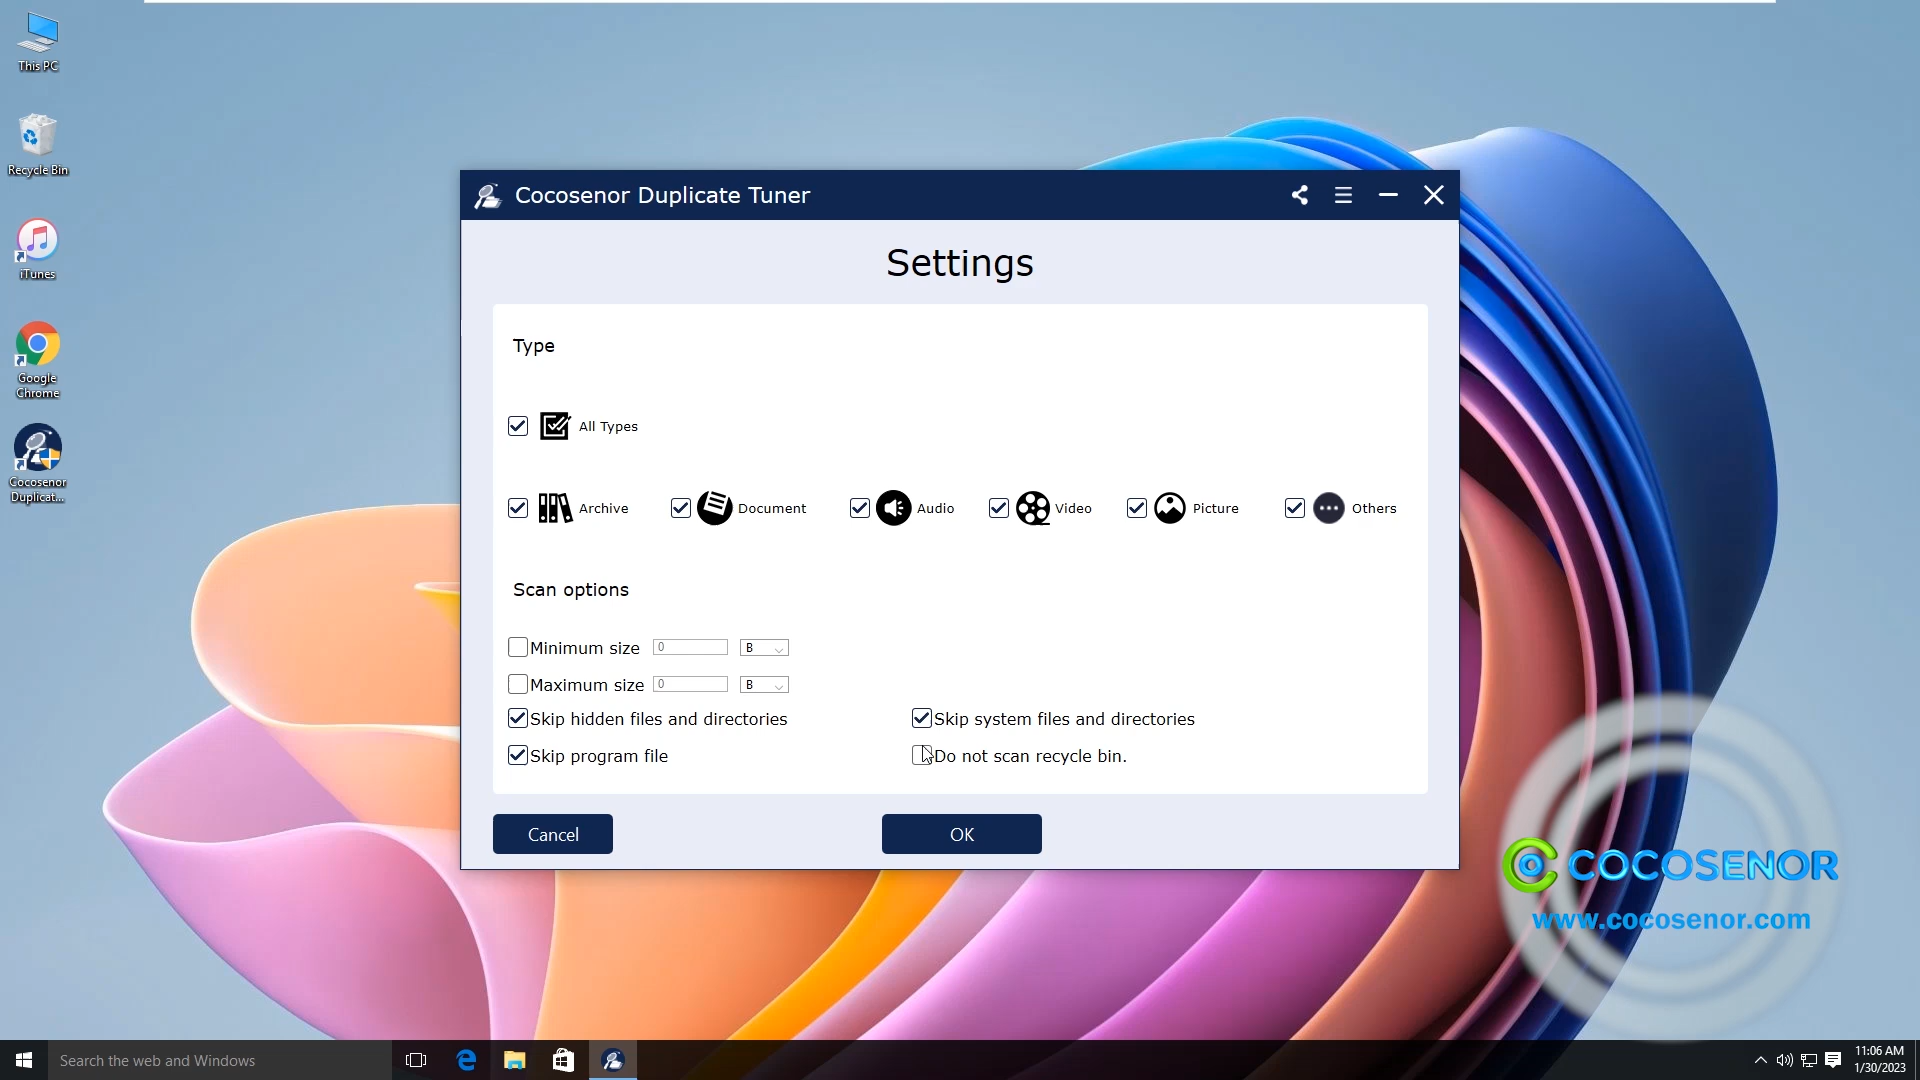 This PC
Recycle Bin
iTunes
Google
Chrome
Cocosenor
Duplicat...
Cocosenor Duplicate Tuner
Settings
Type
All Types
Archive
Document
Audio
Video
Picture
Others
Scan options
Minimum size 0 B
Maximum size 0 B
Skip hidden files and directories
Skip system files and directories
Skip program file
Do not scan recycle bin.
Cancel
OK
COCOSENOR
www.cocosenor.com
Search the web and Windows
11:06 AM
1/30/2023